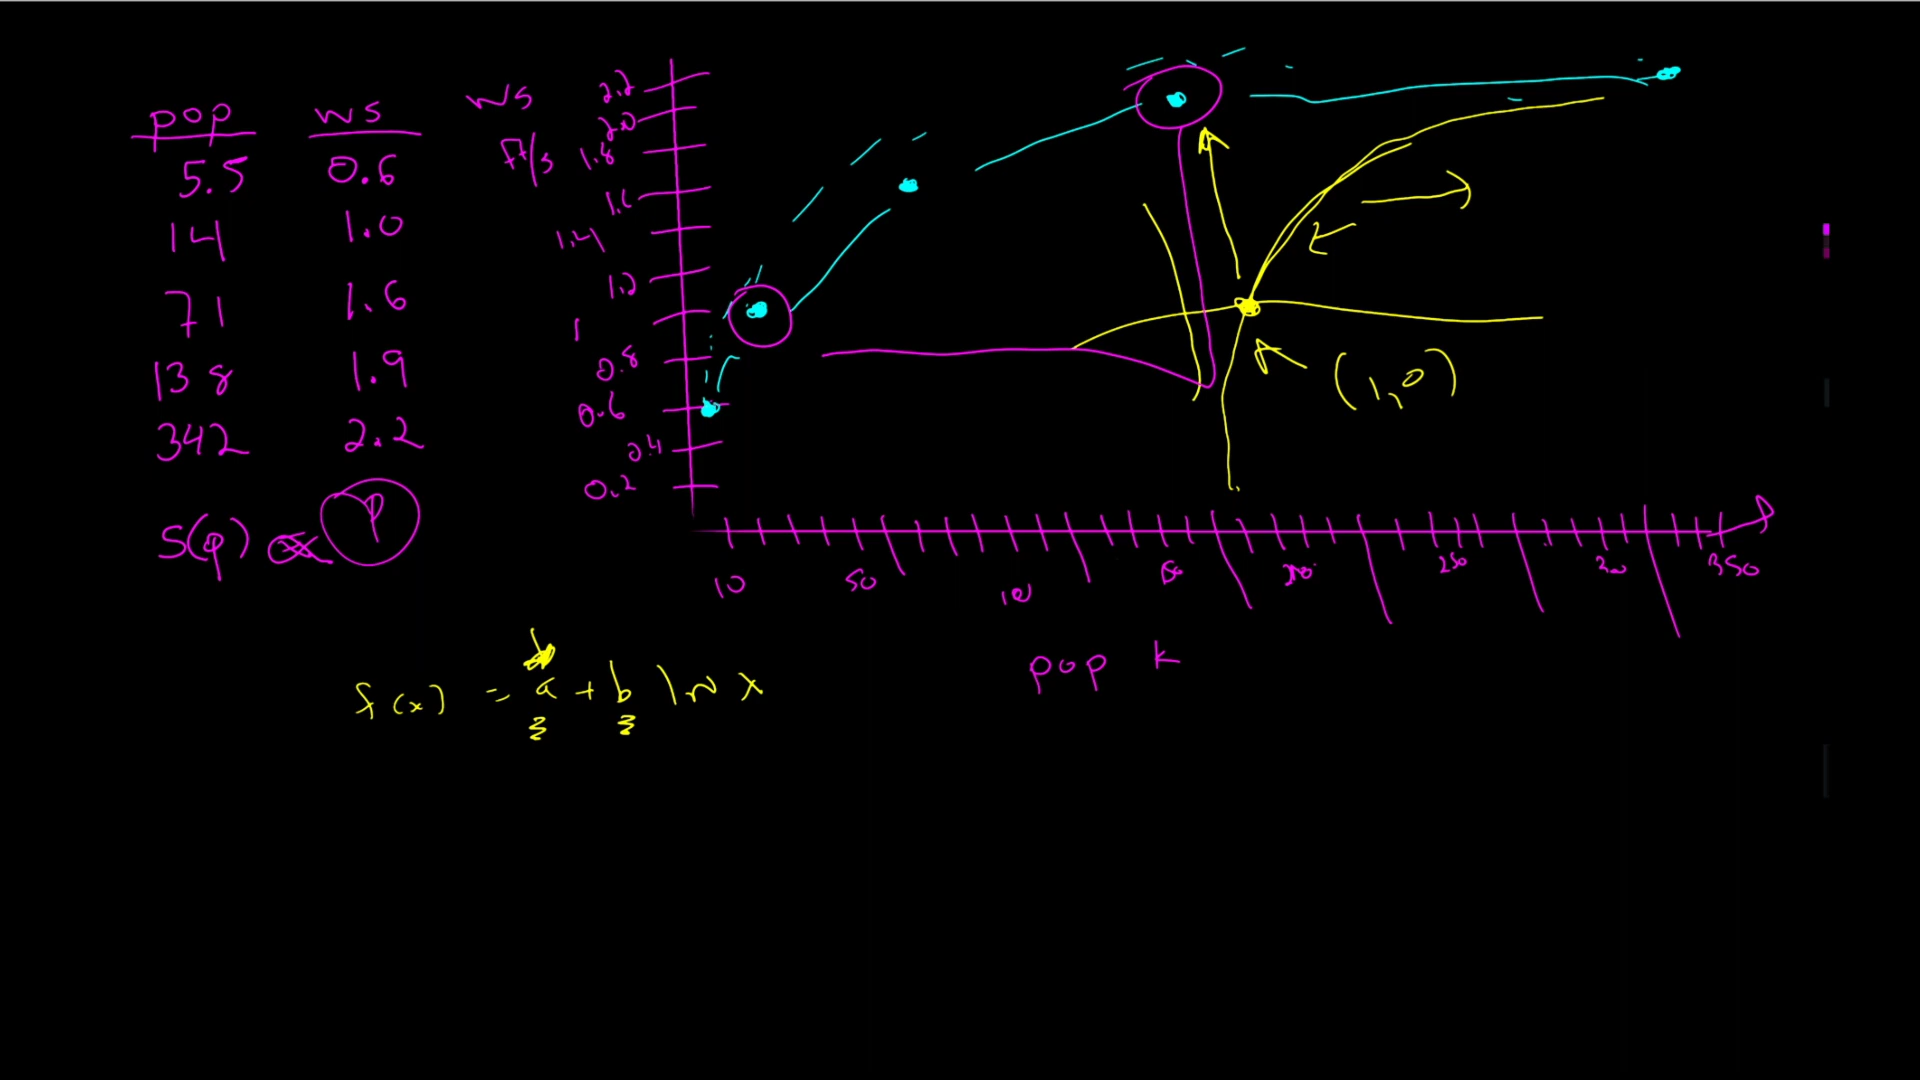 pop ws
5.5 0.6
14 1.0
71 1.6
138 1.9
342 2.2
S(p) P
ws
ft/s
2.2
2.0
1.8
1.6
1.4
1.2
1
0.8
0.6
0.4
0.2
(1,0)
10 50 100 250 300 350
pop k
f(x) = a + b ln x